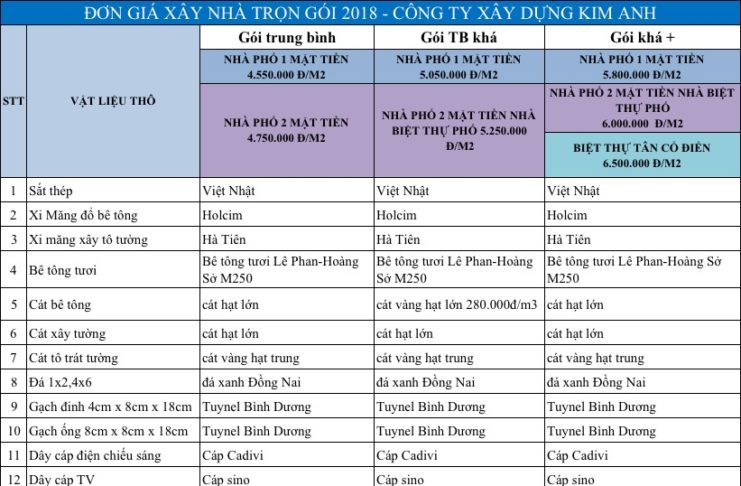 ĐƠN GIÁ XÂY NHÀ TRỌN GÓI 2018 - CÔNG TY XÂY DỰNG KIM ANH
STT VẬT LIỆU THÔ Gói trung bình Gói TB khá Gói khá +
NHÀ PHỐ 1 MẶT TIỀN NHÀ PHỐ 1 MẶT TIỀN NHÀ PHỐ 1 MẶT TIỀN
4.550.000 Đ/M2 5.050.000 Đ/M2 5.800.000 Đ/M2
NHÀ PHỐ 2 MẶT TIỀN
4.750.000 Đ/M2
NHÀ PHỐ 2 MẶT TIỀN NHÀ
BIỆT THỰ PHỐ 5.250.000
Đ/M2
NHÀ PHỐ 2 MẶT TIỀN NHÀ BIỆT
THỰ PHỐ
6.000.000 Đ/M2
BIỆT THỰ TÂN CỔ ĐIỂN
6.500.000 Đ/M2
1 Sắt thép Việt Nhật Việt Nhật Việt Nhật
2 Xi Măng đổ bê tông Holcim Holcim Holcim
3 Xi măng xây tô tường Hà Tiên Hà Tiên Hà Tiên
4 Bê tông tươi Bê tông tươi Lê Phan-Hoàng Bê tông tươi Lê Phan-Hoàng Bê tông tươi Lê Phan-Hoàng Sở
Sở M250 Sở M250 M250
5 Cát bê tông cát hạt lớn cát vàng hạt lớn 280.000đ/m3 cát hạt lớn
6 Cát xây tường cát hạt lớn cát hạt lớn cát hạt lớn
7 Cát tô trát tường cát vàng hạt trung cát vàng hạt trung cát vàng hạt trung
8 Đá 1x2,4x6 đá xanh Đồng Nai đá xanh Đồng Nai đá xanh Đồng Nai
9 Gạch đinh 4cm x 8cm x 18cm Tuynel Bình Dương Tuynel Bình Dương Tuynel Bình Dương
10 Gạch ống 8cm x 8cm x 18cm Tuynel Bình Dương Tuynel Bình Dương Tuynel Bình Dương
11 Dây cáp điện chiếu sáng Cáp Cadivi Cáp Cadivi Cáp Cadivi
12 Dây cáp TV Cáp sino Cáp sino Cáp sino